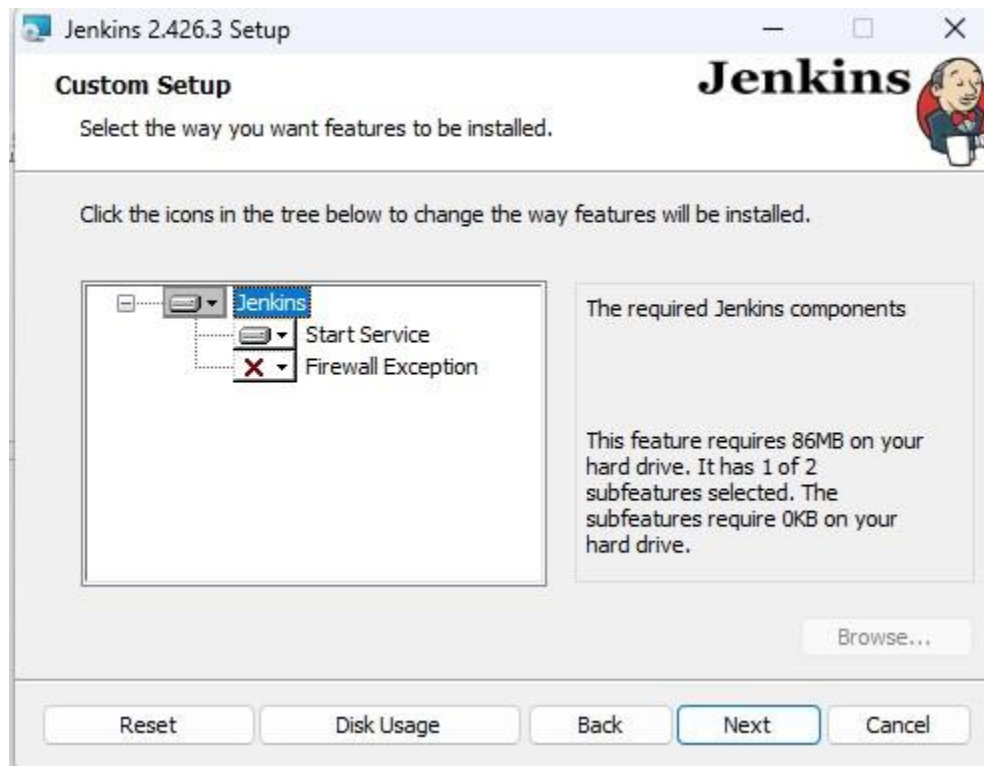 Jenkins 2.426.3 Setup
Custom Setup
Jenkins
Select the way you want features to be installed.
Click the icons in the tree below to change the way features will be installed.
Jenkins
Start Service
Firewall Exception
The required Jenkins components
This feature requires 86MB on your
hard drive. It has 1 of 2
subfeatures selected. The
subfeatures require 0KB on your
hard drive.
Browse...
Reset
Disk Usage
Back
Next
Cancel